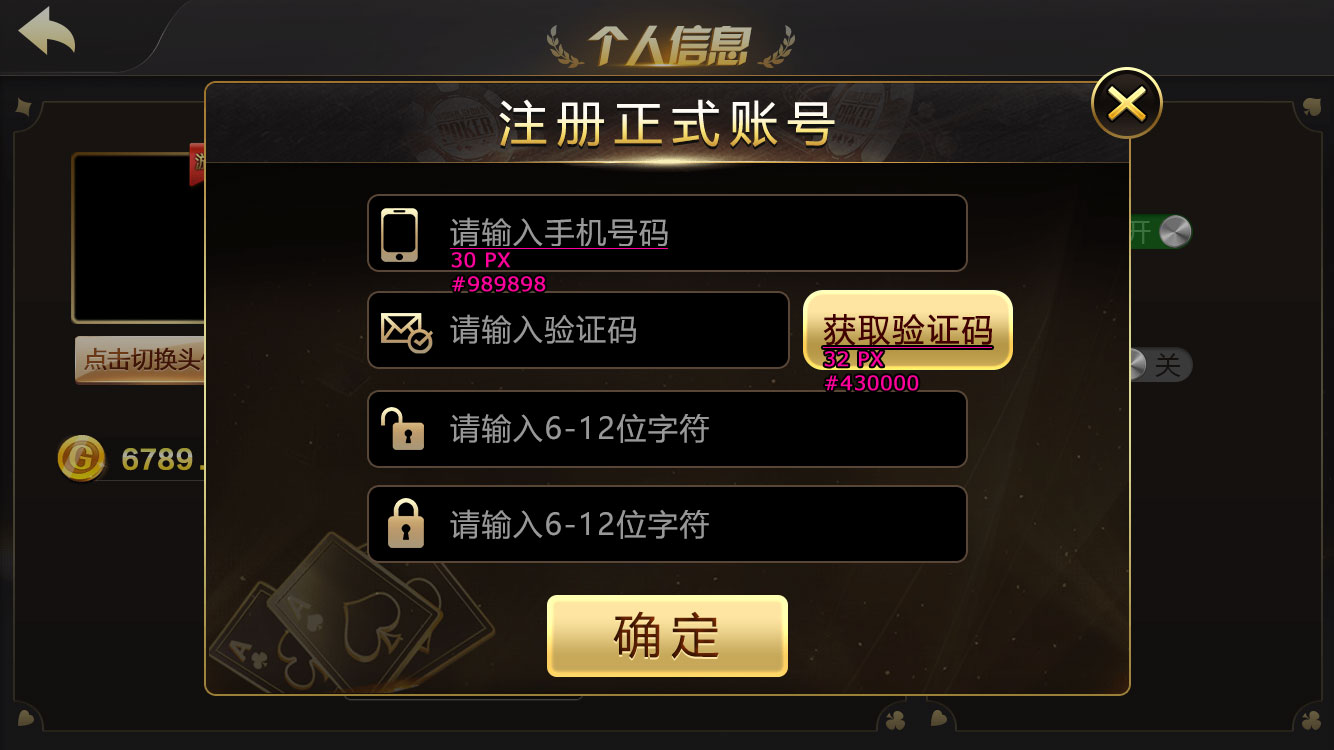 个人信息
注册正式账号
请输入手机号码
30 PX
#989898
开
请输入验证码
获取验证码
32 PX
#430000
点击切换头
关
请输入6-12位字符
6789.
请输入6-12位字符
确定